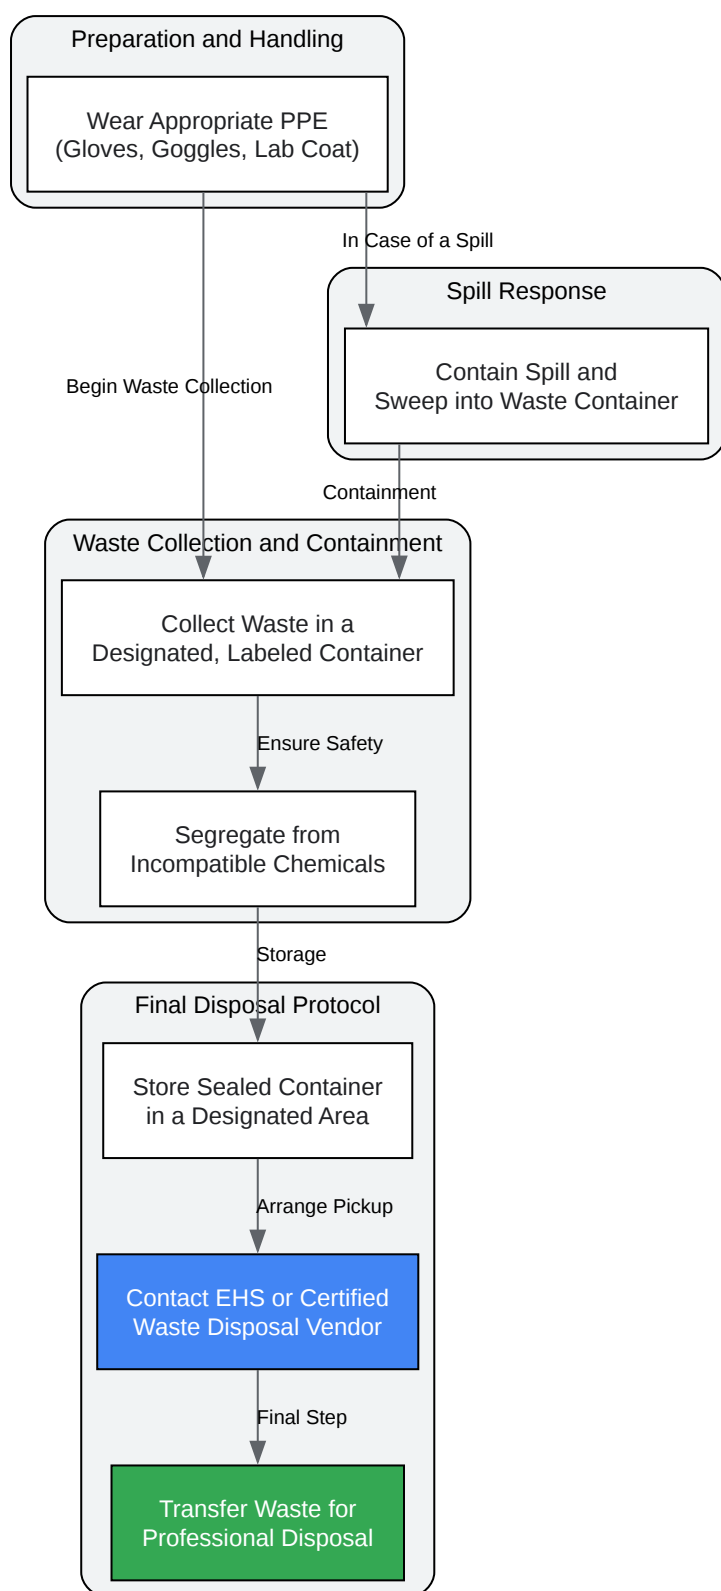 Preparation and Handling
Wear Appropriate PPE
(Gloves, Goggles, Lab Coat)
In Case of a Spill
Spill Response
Contain Spill and
Sweep into Waste Container
Begin Waste Collection
Containment
Waste Collection and Containment
Collect Waste in a
Designated, Labeled Container
Ensure Safety
Segregate from
Incompatible Chemicals
Storage
Final Disposal Protocol
Store Sealed Container
in a Designated Area
Arrange Pickup
Contact EHS or Certified
Waste Disposal Vendor
Final Step
Transfer Waste for
Professional Disposal